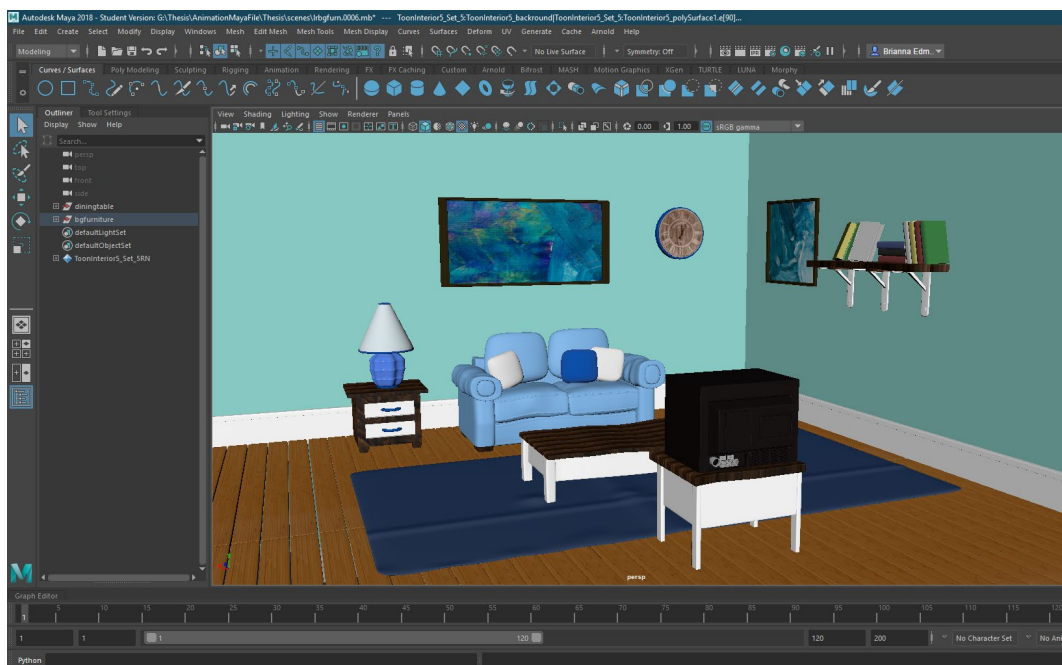 Autodesk Maya 2018 - Student Version: G:\Thesis\AnimationMayaFile\Thesis\scenes\lrbgfurn.0006.mb* --- ToonInterior5_Set_5:ToonInterior5_backround|ToonInterior5_Set_5:ToonInterior5_polySurface1.e[90]...
File Edit Create Select Modify Display Windows Mesh Edit Mesh Mesh Tools Mesh Display Curves Surfaces Deform UV Generate Cache Arnold Help
Modeling No Live Surface Symmetry: Off Brianna Edm...
Curves / Surfaces Poly Modeling Sculpting Rigging Animation Rendering FX FX Caching Custom Arnold Bifrost MASH Motion Graphics XGen TURTLE LUNA Morphy
Outliner Tool Settings
Display Show Help
Search...
persp
top
front
side
diningtable
bgfurniture
defaultLightSet
defaultObjectSet
ToonInterior5_Set_5RN
View Shading Lighting Show Renderer Panels
0.00 1.00 sRGB gamma
persp
Graph Editor
5 10 15 20 25 30 35 40 45 50 55 60 65 70 75 80 85 90 95 100 105 110 115 120
1
1 1 1 120 120 200 No Character Set No Ani
Python